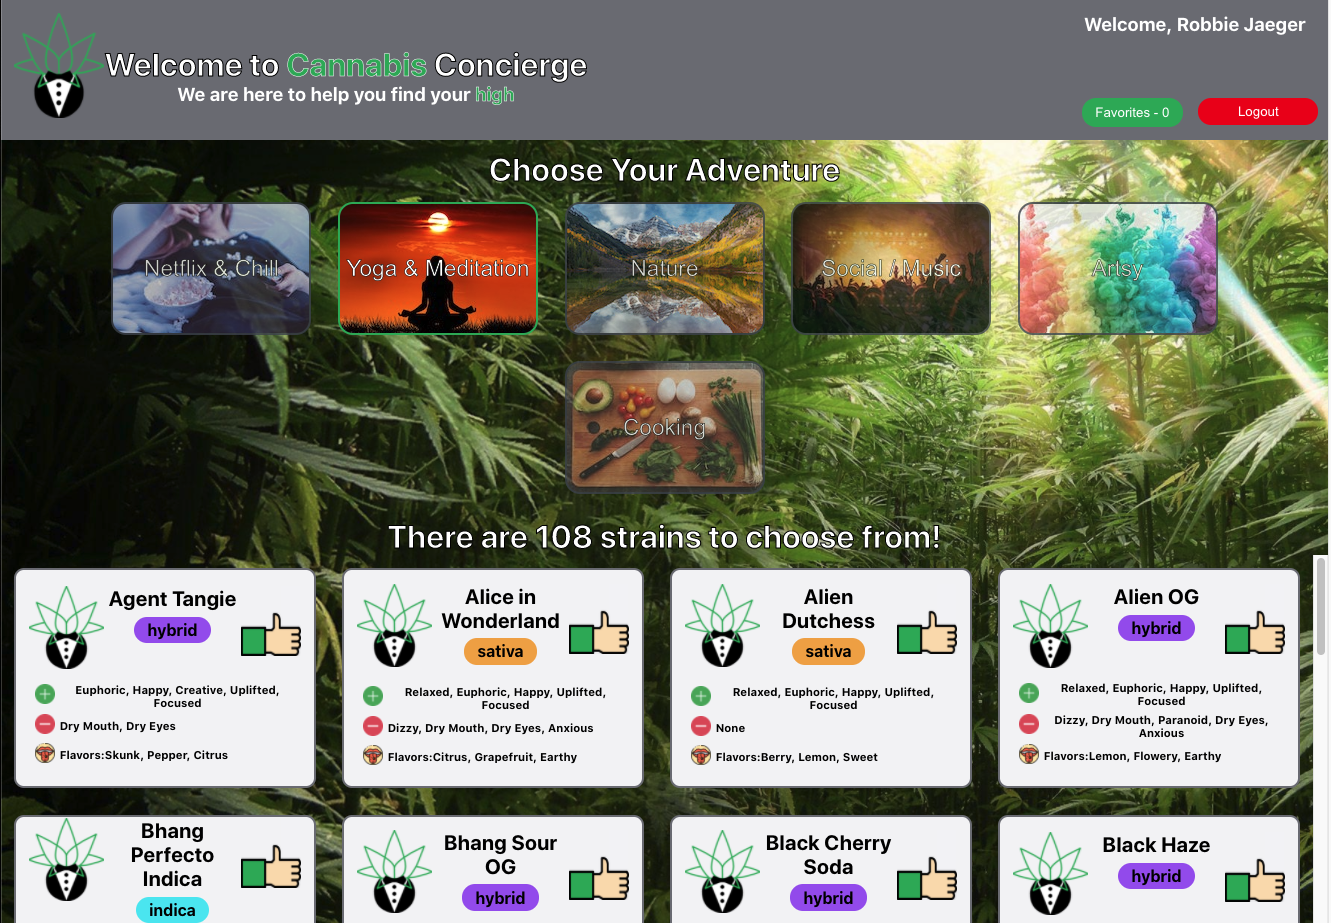 Welcome, Robbie Jaeger
Welcome to Cannabis Concierge
We are here to help you find your high
Favorites - 0
Logout
Choose Your Adventure
Netflix & Chill
Yoga & Meditation
Nature
Social / Music
Artsy
Cooking
There are 108 strains to choose from!
Agent Tangie
hybrid
Euphoric, Happy, Creative, Uplifted,
Focused
Dry Mouth, Dry Eyes
Flavors:Skunk, Pepper, Citrus
Alice in
Wonderland
sativa
Relaxed, Euphoric, Happy, Uplifted,
Focused
Dizzy, Dry Mouth, Dry Eyes, Anxious
Flavors:Citrus, Grapefruit, Earthy
Alien
Dutchess
sativa
Relaxed, Euphoric, Happy, Uplifted,
Focused
None
Flavors:Berry, Lemon, Sweet
Alien OG
hybrid
Relaxed, Euphoric, Happy, Uplifted,
Focused
Dizzy, Dry Mouth, Paranoid, Dry Eyes,
Anxious
Flavors:Lemon, Flowery, Earthy
Bhang
Perfecto
Indica
indica
Bhang Sour
OG
hybrid
Black Cherry
Soda
hybrid
Black Haze
hybrid